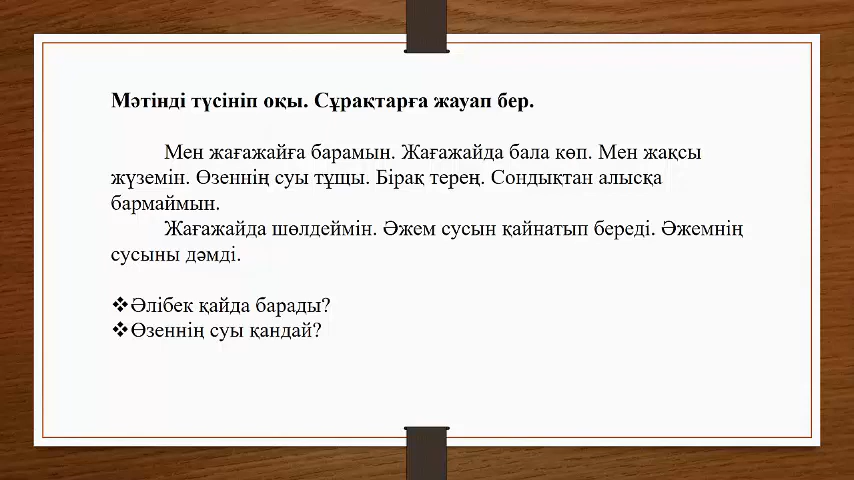 Мәтінді түсініп оқы. Сұрақтарға жауап бер.
Мен жағажайға барамын. Жағажайда бала көп. Мен жақсы
жүземін. Өзеннің суы тұщы. Бірақ терең. Сондықтан алысқа
бармаймын.
Жағажайда шөлдеймін. Әжем сусын қайнатып береді. Әжемнің
сусыны дәмді.
❖Әлібек қайда барады?
❖Өзеннің суы қандай?